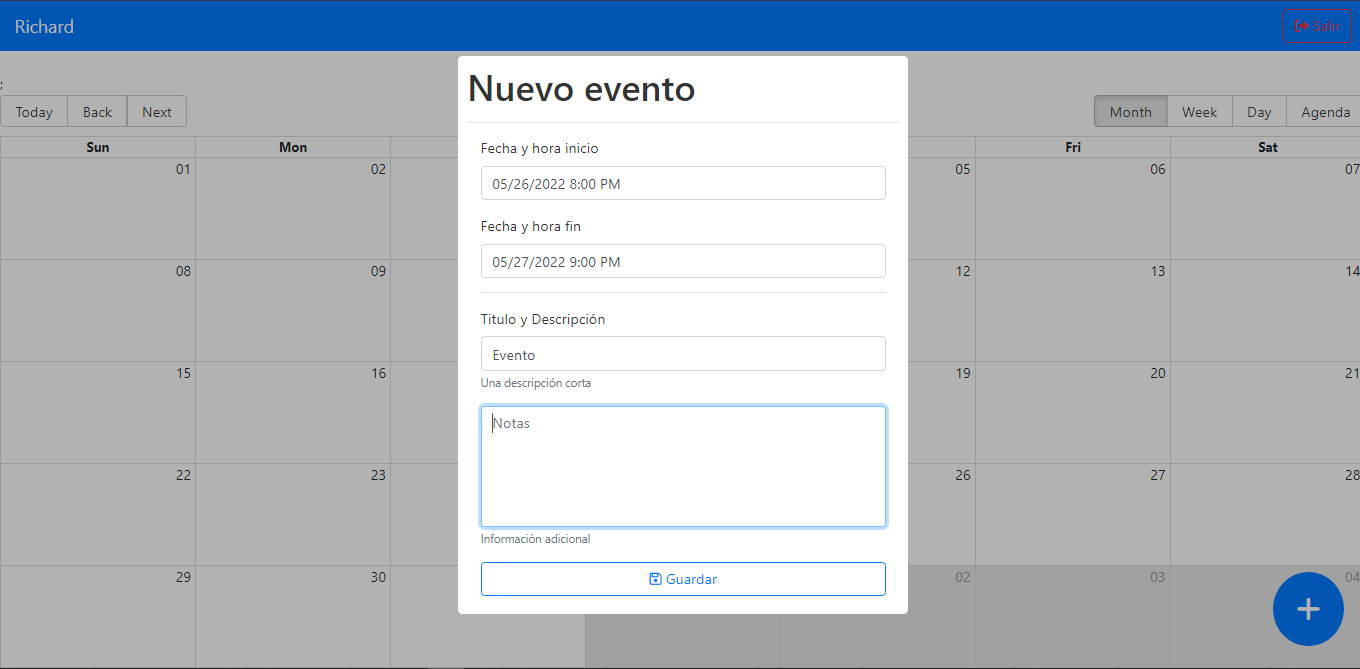 Richard
Salir
Nuevo evento
;
Today Back Next
Month Week Day Agenda
Sun Mon Fri Sat
Fecha y hora inicio
01 02 05 06 07
05/26/2022 8:00 PM
Fecha y hora fin
05/27/2022 9:00 PM
08 09 12 13 14
Titulo y Descripción
Evento
15 16 19 20 21
Una descripción corta
Notas
22 23 26 27 28
Información adicional
29 30 02 03 04
Guardar
+